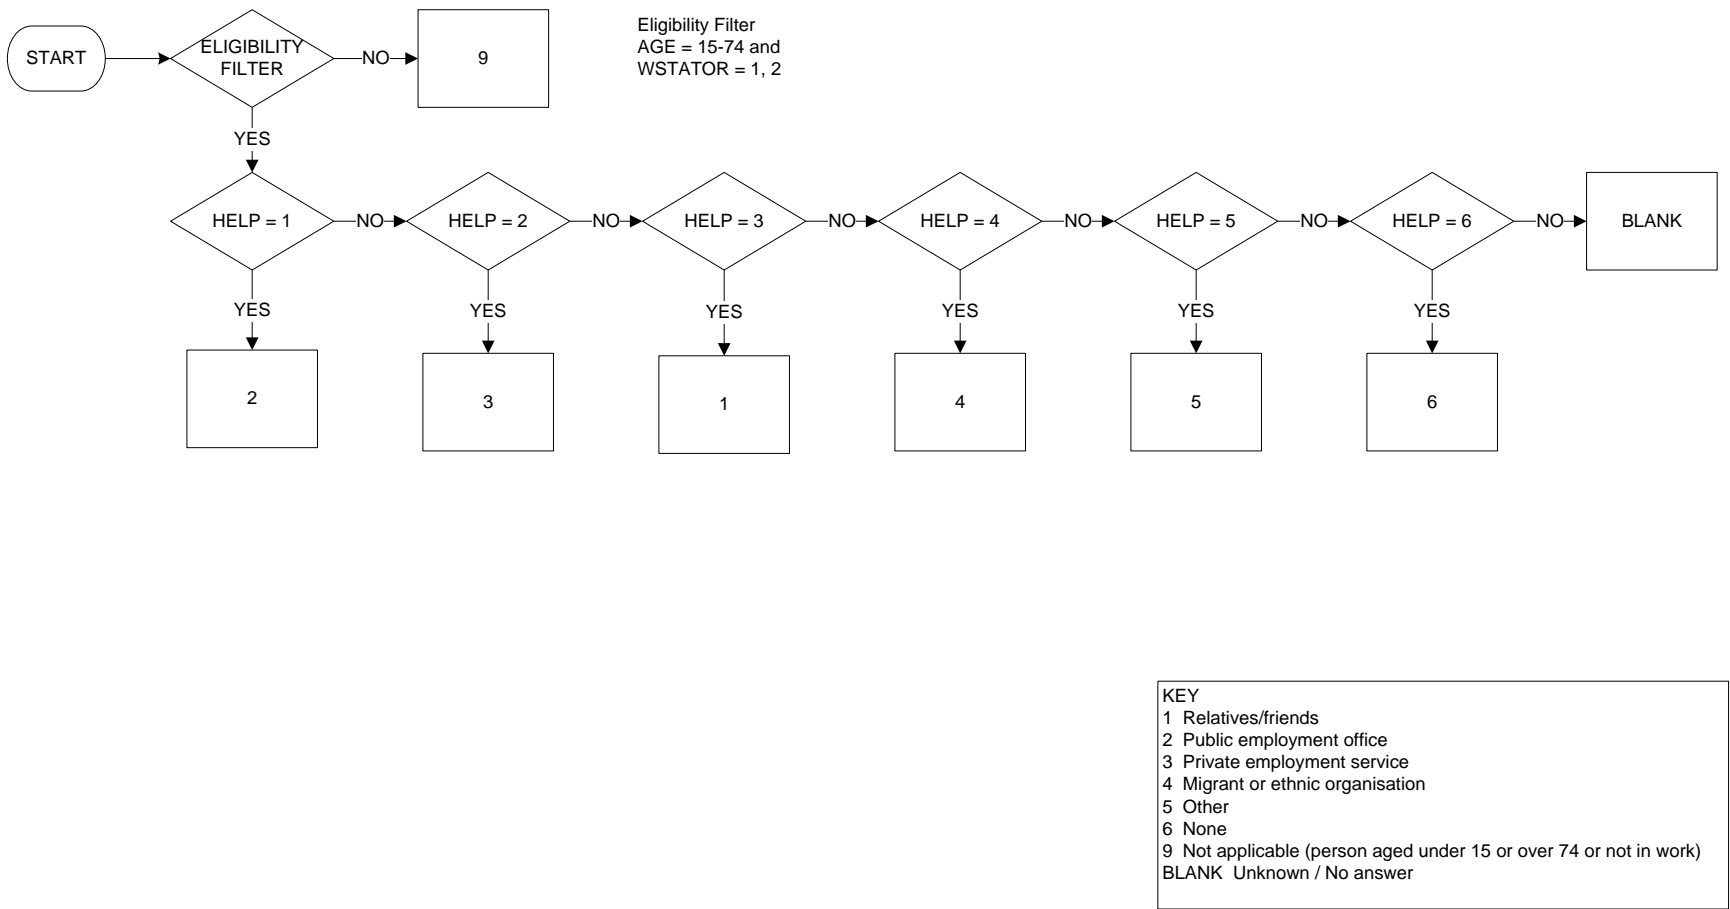 START
ELIGIBILITY
FILTER
NO
9
Eligibility Filter
AGE = 15-74 and
WSTATOR = 1, 2
YES
HELP = 1
NO
HELP = 2
NO
HELP = 3
NO
HELP = 4
NO
HELP = 5
NO
HELP = 6
NO
BLANK
YES
YES
YES
YES
YES
YES
2
3
1
4
5
6
KEY
1 Relatives/friends
2 Public employment office
3 Private employment service
4 Migrant or ethnic organisation
5 Other
6 None
9 Not applicable (person aged under 15 or over 74 or not in work)
BLANK Unknown / No answer